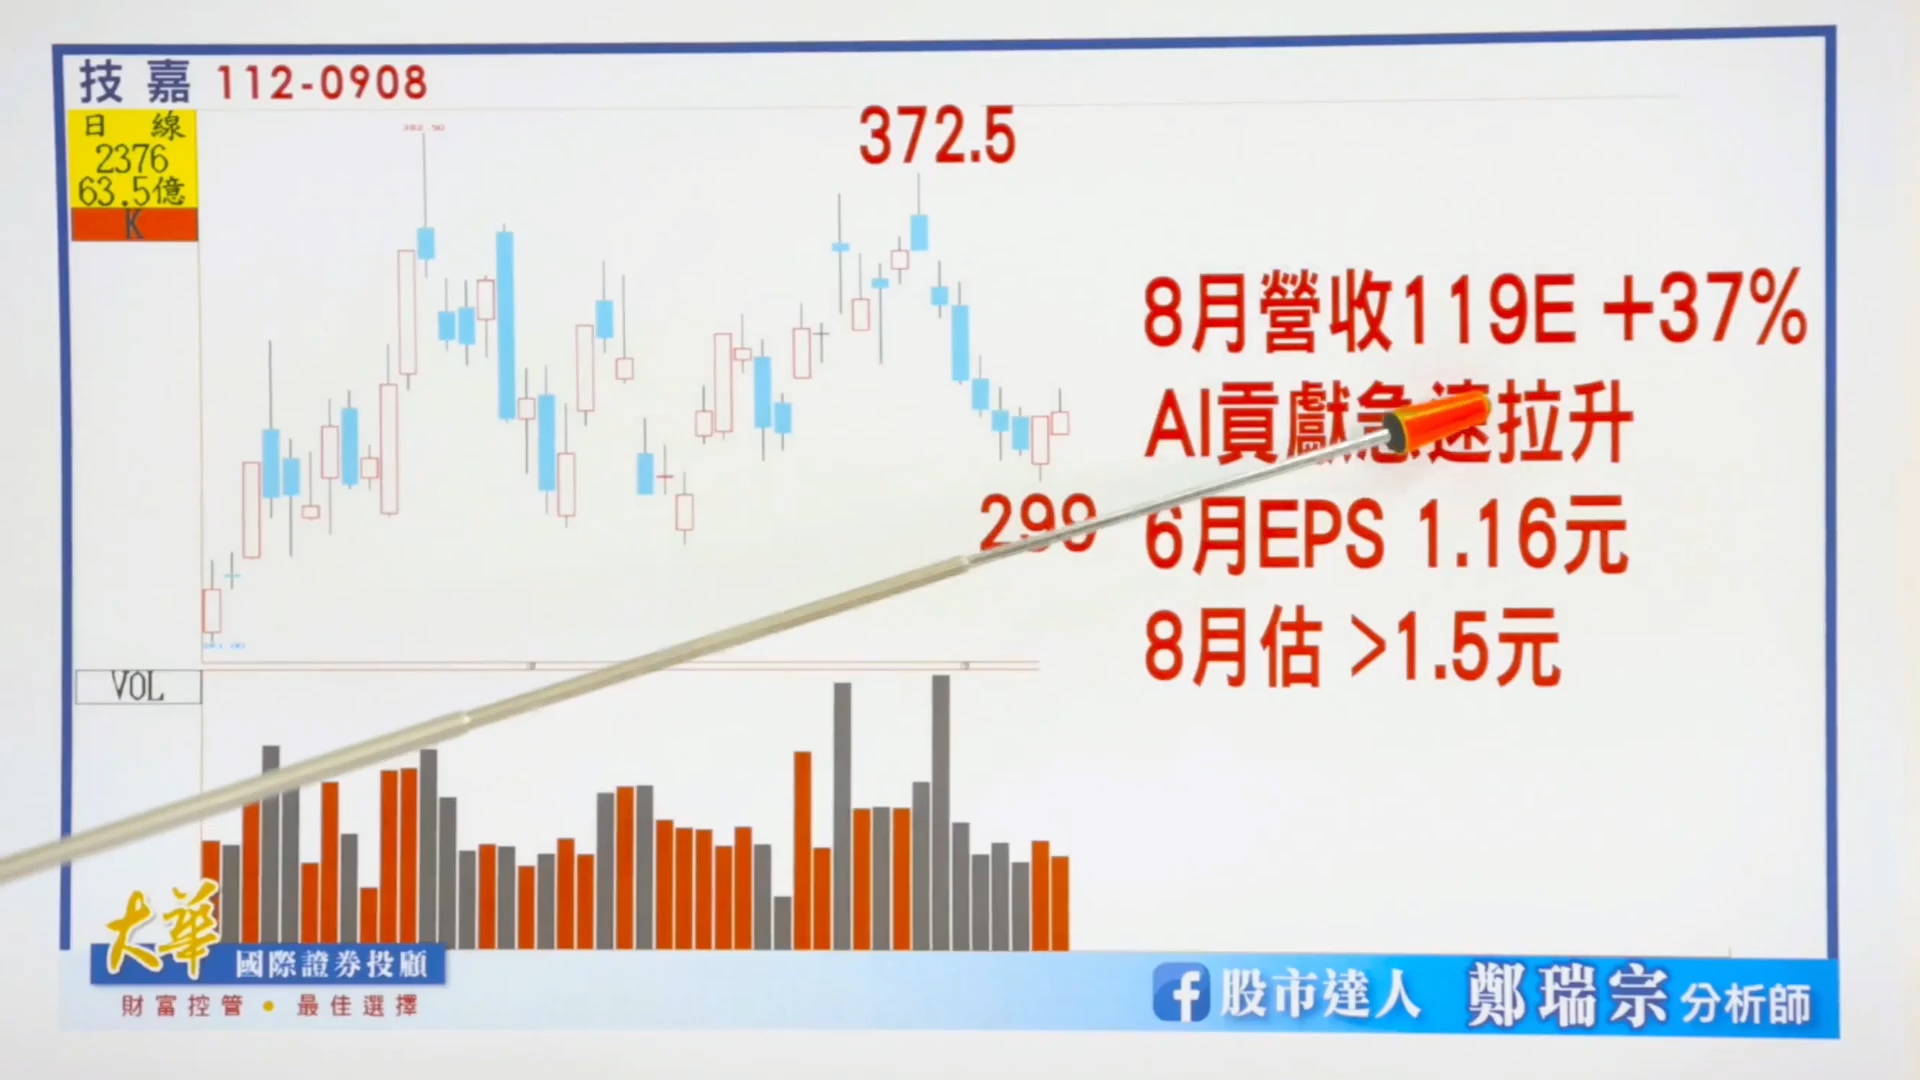 技嘉 112-0908
日 線
2376
63.5億
K
372.5
299
8月營收119E +37%
AI貢獻急速拉升
6月EPS 1.16元
8月估 >1.5元
VOL
大華
國際證券投顧
財富控管•最佳選擇
股市達人 鄭瑞宗 分析師